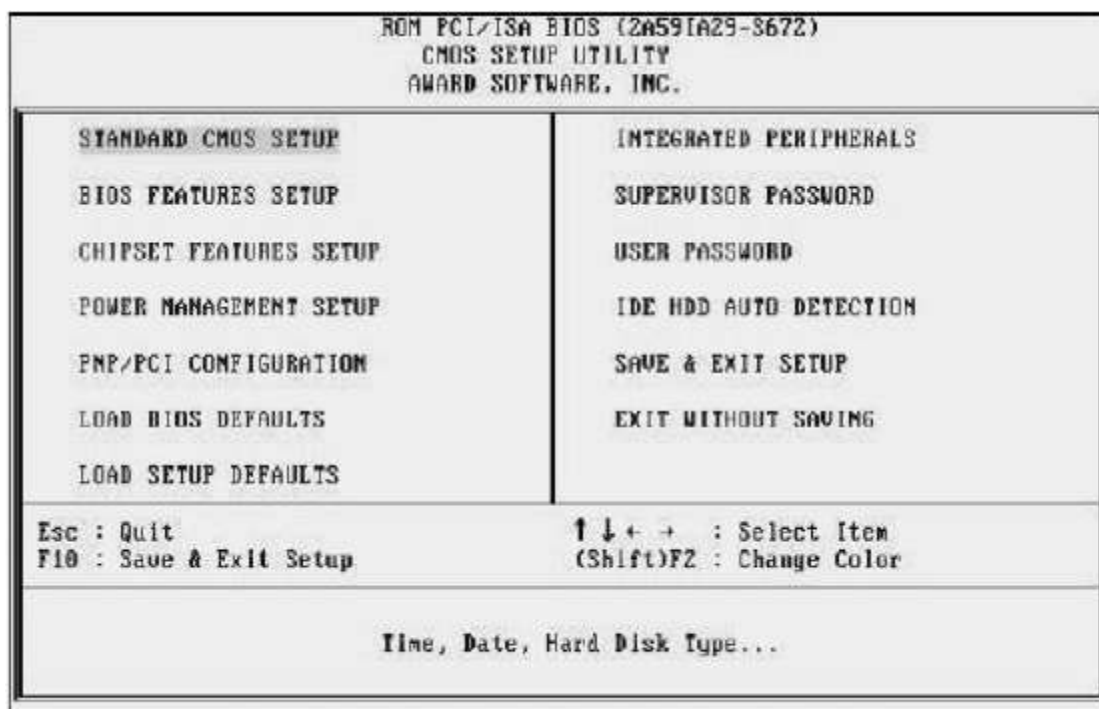 ROM PCI/ISA BIOS (2A59IA29-S672)
CMOS SETUP UTILITY
AWARD SOFTWARE, INC.
STANDARD CMOS SETUP
BIOS FEATURES SETUP
CHIPSET FEATURES SETUP
POWER MANAGEMENT SETUP
PNP/PCI CONFIGURATION
LOAD BIOS DEFAULTS
LOAD SETUP DEFAULTS
INTEGRATED PERIPHERALS
SUPERVISOR PASSWORD
USER PASSWORD
IDE HDD AUTO DETECTION
SAVE & EXIT SETUP
EXIT WITHOUT SAVING
Esc : Quit
F10 : Save & Exit Setup
↑ ↓ ← → : Select Item
(Shift)F2 : Change Color
Time, Date, Hard Disk Type...